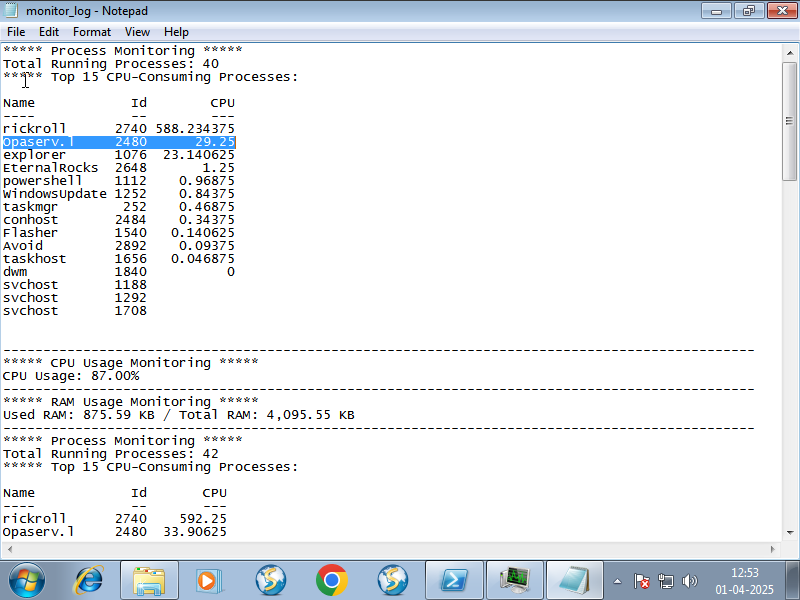 monitor_log - Notepad
File Edit Format View Help
***** Process Monitoring *****
Total Running Processes: 40
***** Top 15 CPU-Consuming Processes:
Name Id CPU
---- -- ---
rickroll 2740 588.234375
Opaserv.l 2480 29.25
explorer 1076 23.140625
EternalRocks 2648 1.25
powershell 1112 0.96875
WindowsUpdate 1252 0.84375
taskmgr 252 0.46875
conhost 2484 0.34375
Flasher 1540 0.140625
Avoid 2892 0.09375
taskhost 1656 0.046875
dwm 1840 0
svchost 1188
svchost 1292
svchost 1708
-----------------------------------------------------------------------------------------------
***** CPU Usage Monitoring *****
CPU Usage: 87.00%
-----------------------------------------------------------------------------------------------
***** RAM Usage Monitoring *****
Used RAM: 875.59 KB / Total RAM: 4,095.55 KB
-----------------------------------------------------------------------------------------------
***** Process Monitoring *****
Total Running Processes: 42
***** Top 15 CPU-Consuming Processes:
Name Id CPU
---- -- ---
rickroll 2740 592.25
Opaserv.l 2480 33.90625
12:53
01-04-2025